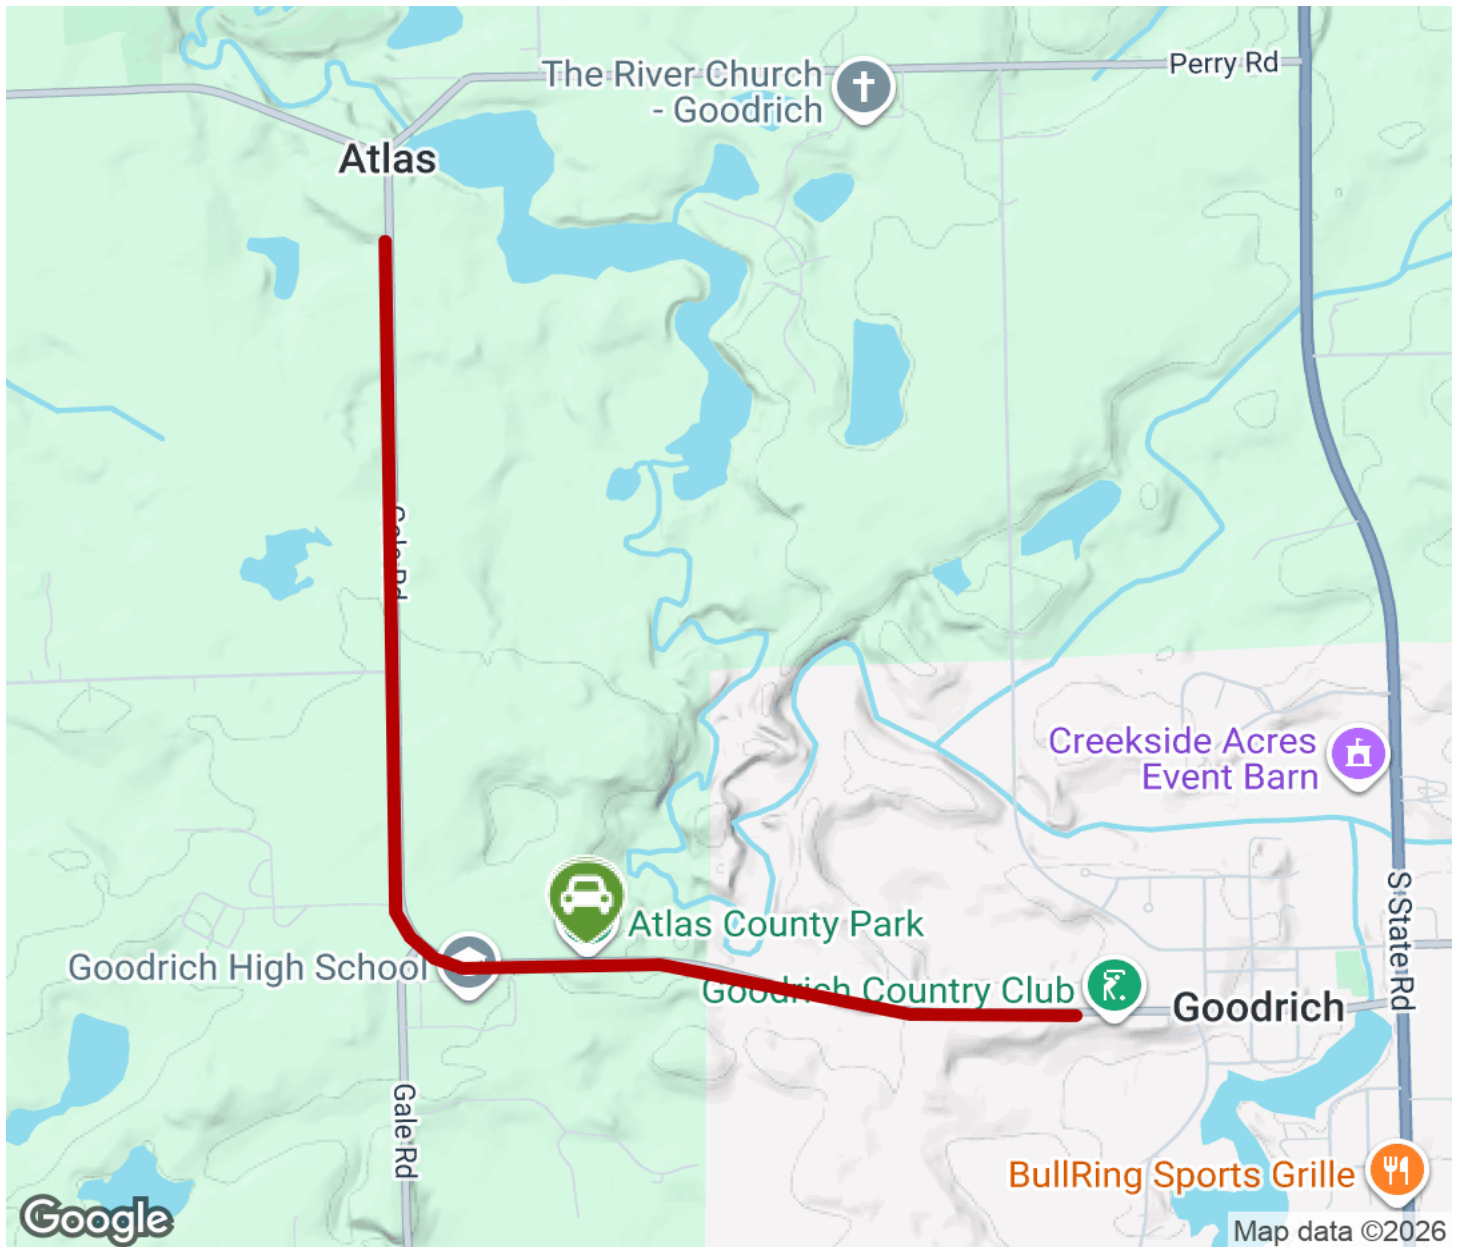 Perry Rd
The River Church
- Goodrich
Atlas
Gale Rd
Creekside Acres
Event Barn
S State Rd
Atlas County Park
Goodrich High School
Goodrich Country Club
Goodrich
Gale Rd
BullRing Sports Grille
Google
Map data ©2026